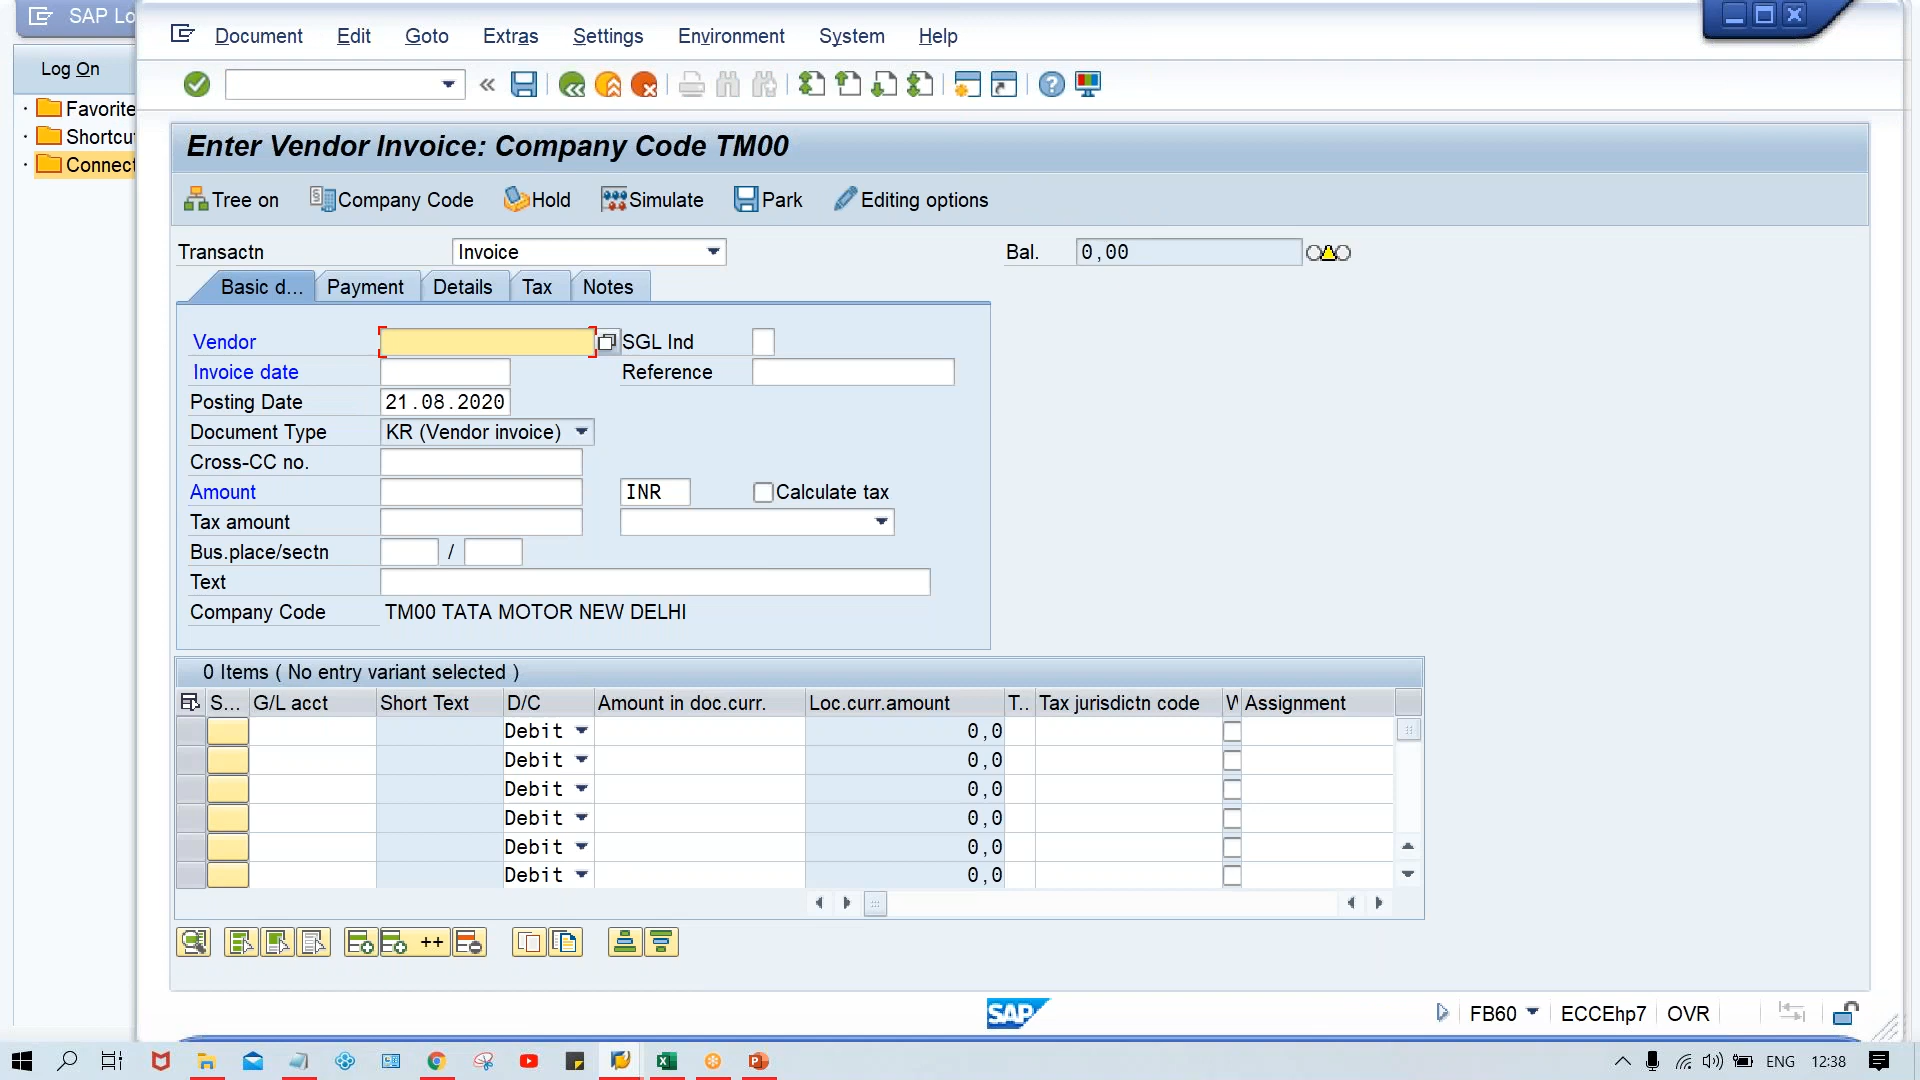 SAP Lo
Log On
Favorite
Shortcu
Connect
Document Edit Goto Extras Settings Environment System Help
Enter Vendor Invoice: Company Code TM00
Tree on Company Code Hold Simulate Park Editing options
Transactn Invoice Bal. 0,00
Basic d... Payment Details Tax Notes
Vendor SGL Ind
Invoice date Reference
Posting Date 21.08.2020
Document Type KR (Vendor invoice)
Cross-CC no.
Amount INR Calculate tax
Tax amount
Bus.place/sectn /
Text
Company Code TM00 TATA MOTOR NEW DELHI
0 Items ( No entry variant selected )
S... G/L acct Short Text D/C Amount in doc.curr. Loc.curr.amount T.. Tax jurisdictn code W Assignment
Debit 0,0
Debit 0,0
Debit 0,0
Debit 0,0
Debit 0,0
Debit 0,0
++
SAP FB60 ECCEhp7 OVR
ENG 12:38